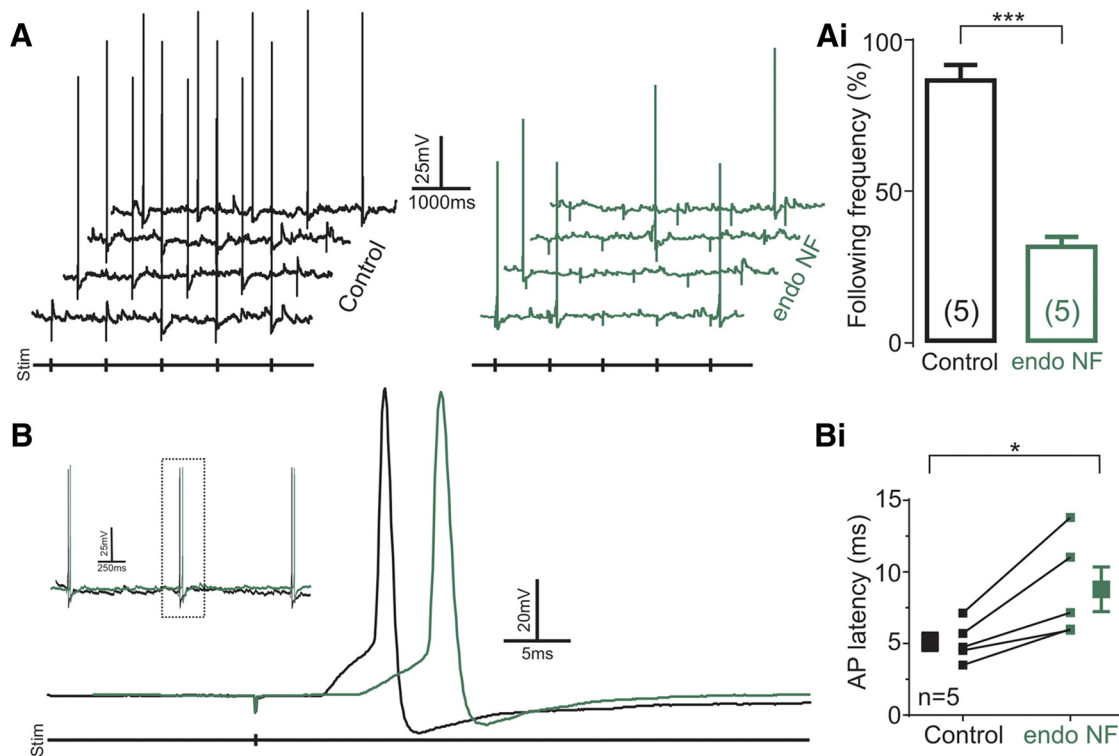 A
25mV
1000ms
Control
endo NF
Stim
Ai
***
Following frequency (%)
100
50
0
(5)
(5)
Control
endo NF
B
25mV
250ms
20mV
5ms
Stim
Bi
*
AP latency (ms)
15
10
5
0
n=5
Control
endo NF